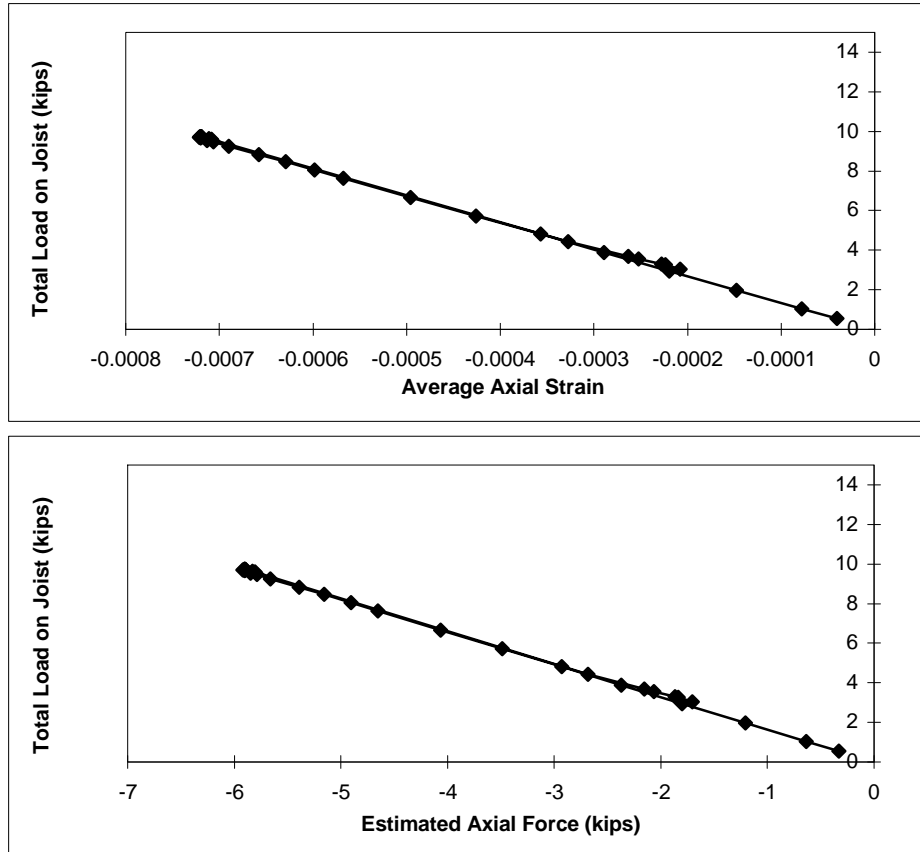 Total Load on Joist (kips)
14
12
10
8
6
4
2
0
-0.0008 -0.0007 -0.0006 -0.0005 -0.0004 -0.0003 -0.0002 -0.0001 0
Average Axial Strain
Total Load on Joist (kips)
14
12
10
8
6
4
2
0
-7 -6 -5 -4 -3 -2 -1 0
Estimated Axial Force (kips)